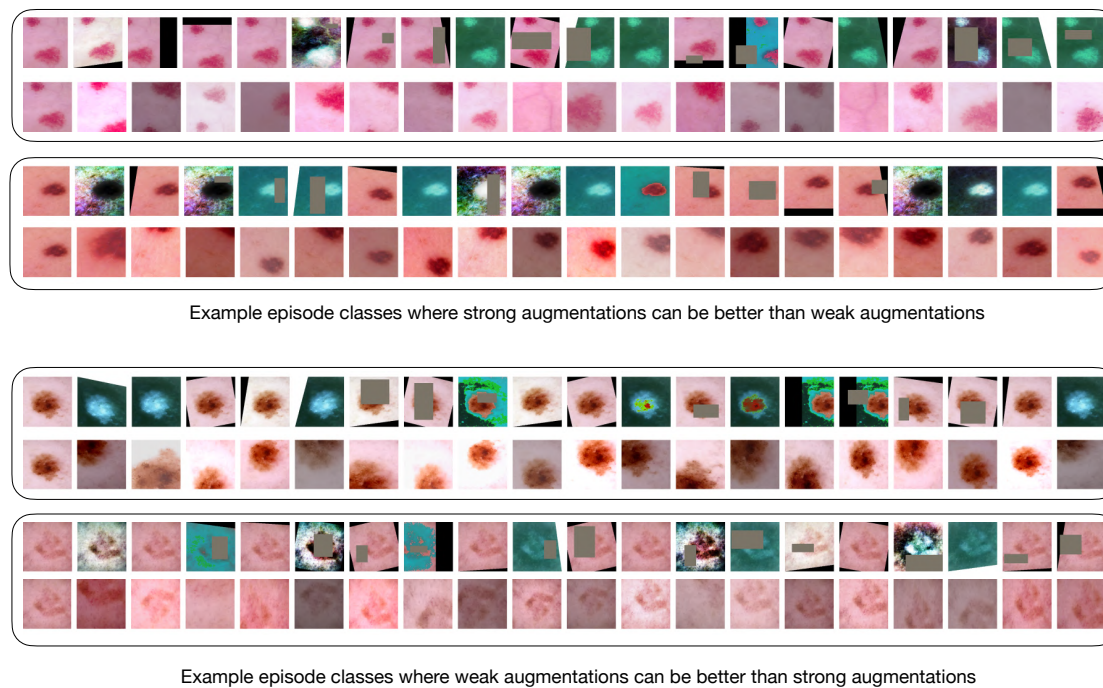 Example episode classes where strong augmentations can be better than weak augmentations
Example episode classes where weak augmentations can be better than strong augmentations